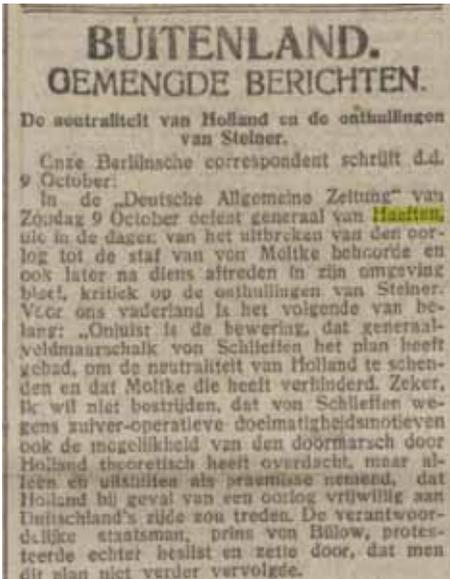 BUITENLAND.
GEMENGDE BERICHTEN.
De neutraliteit van Holland en de onthullingen
van Steiner.
Onze Berlijnsche correspondent schrijft d.d.
9 October:
In de „Deutsche Allgemeine Zeitung" van
Zondag 9 October oefent generaal van Haeften,
die in de dagen van het uitbreken van den oor-
log tot de staf van von Moltke behoorde en
ook later na diens aftreden in zijn omgeving
bleef, kritiek op de onthullingen van Steiner.
Voor ons vaderland is het volgende van be-
lang: „Onjuist is de bewering, dat generaal-
veldmaarschalk von Schlieffen het plan heeft
gehad, om de neutraliteit van Holland te schen-
den en dat Moltke die heeft verhinderd. Zeker,
ik wil niet bestrijden, dat von Schlieffen we-
gens zuiver-operatieve doelmatigheidsmotieven
ook de mogelijkheid van den doormarsch door
Holland theoretisch heeft overdacht, maar al-
leen en uitsluiten als praemisse nemend, dat
Holland bij geval van een oorlog vrijwillig aan
Duitschland's zijde zou treden. De verantwoor-
delijke staatsman, prins von Bülow, protes-
teerde echter beslist en zette door, dat men
dit plan niet verder vervolgde.